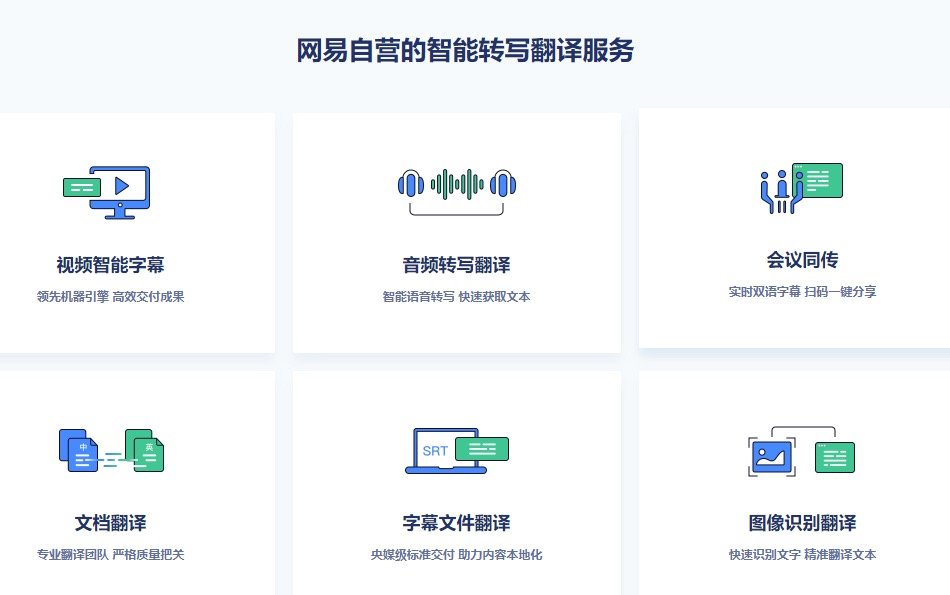 网易自营的智能转写翻译服务
视频智能字幕
领先机器引擎 高效交付成果
音频转写翻译
智能语音转写 快速获取文本
会议同传
实时双语字幕 扫码一键分享
中
英
文档翻译
专业翻译团队 严格质量把关
SRT
字幕文件翻译
央媒级标准交付 助力内容本地化
图像识别翻译
快速识别文字 精准翻译文本